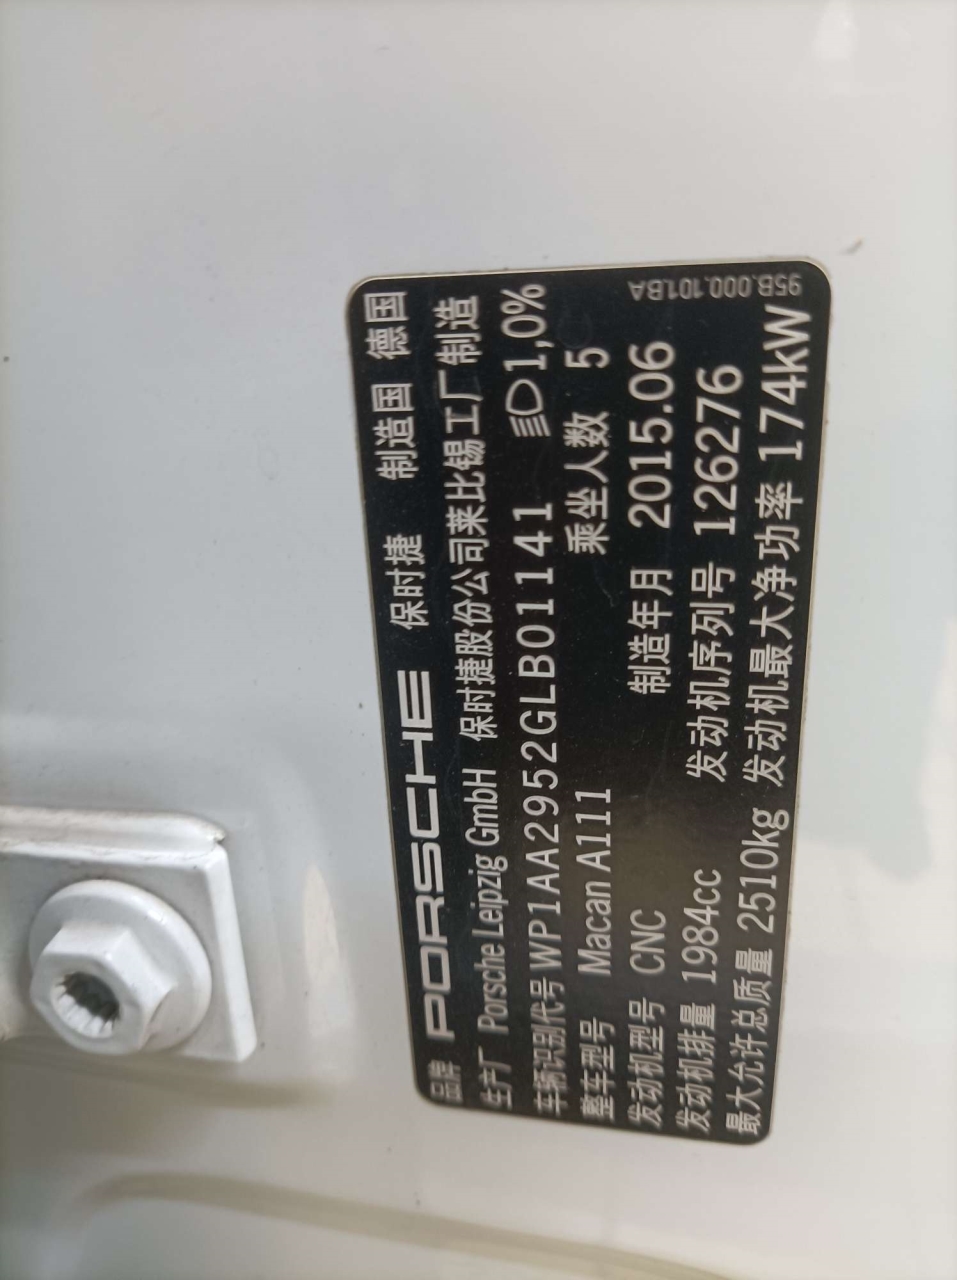 品牌 PORSCHE 保时捷 制造国 德国
生产厂 Porsche Leipzig GmbH 保时捷股份公司莱比锡工厂制造
车辆识别代号 WP1AA2952GLB01141 1,0%
整车型号 Macan A111 乘坐人数 5
发动机型号 CNC 制造年月 2015.06
发动机排量 1984cc 发动机序列号 126276
最大允许总质量 2510kg 发动机最大净功率 174kW
95B.000.101.BA